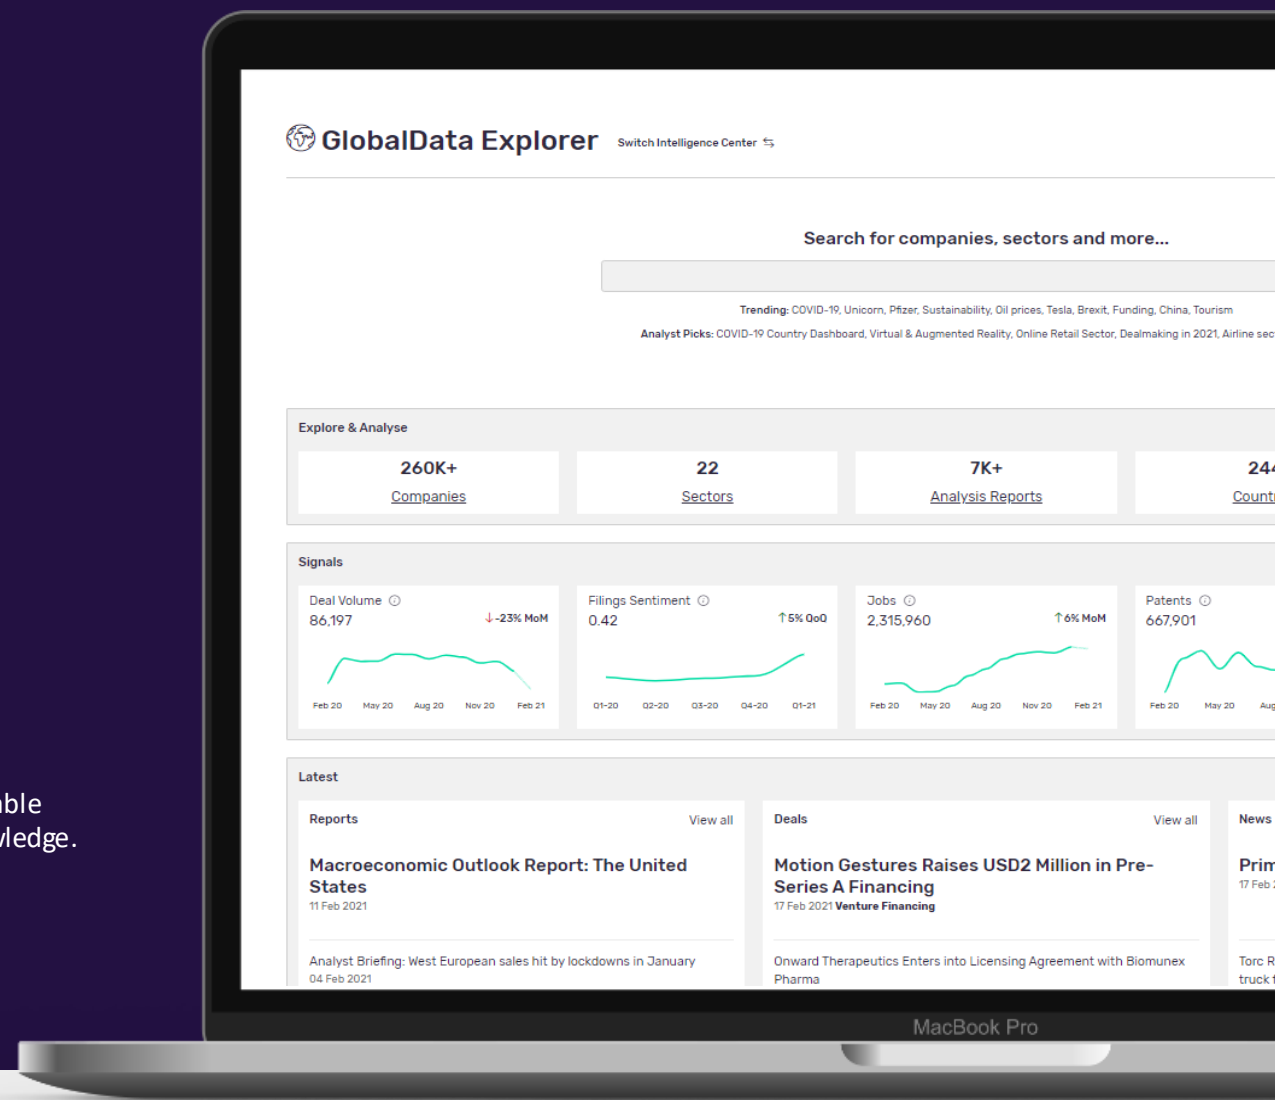 GlobalData Explorer Switch Intelligence Center
Search for companies, sectors and more...
Trending: COVID-19, Unicorn, Pfizer, Sustainability, Oil prices, Tesla, Brexit, Funding, China, Tourism
Analyst Picks: COVID-19 Country Dashboard, Virtual & Augmented Reality, Online Retail Sector, Dealmaking in 2021, Airline
Explore & Analyse
260K+
Companies
22
Sectors
7K+
Analysis Reports
Signals
Deal Volume
86,197
↓-23% MoM
Feb 20 May 20 Aug 20 Nov 20 Feb 21
Filings Sentiment
0.42
↑5% QoQ
Q1-20 Q2-20 Q3-20 Q4-20 Q1-21
Jobs
2,315,960
↑6% MoM
Feb 20 May 20 Aug 20 Nov 20 Feb 21
Patents
667,901
Feb 20 May 20
Latest
Reports View all
Macroeconomic Outlook Report: The United
States
11 Feb 2021
Analyst Briefing: West European sales hit by lockdowns in January
04 Feb 2021
Deals View all
Motion Gestures Raises USD2 Million in Pre-
Series A Financing
17 Feb 2021 Venture Financing
Onward Therapeutics Enters into Licensing Agreement with Biomunex
Pharma
News
17 Feb
Torc
truck
MacBook Pro